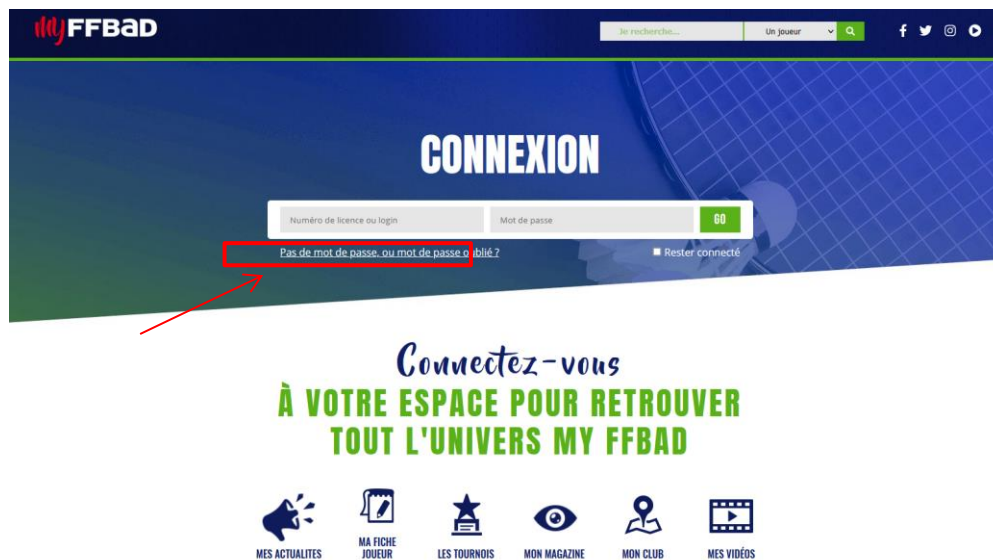 myFFBaD
Je recherche... Un joueur
CONNEXION
Numéro de licence ou login Mot de passe GO
Pas de mot de passe, ou mot de passe oublié ? Rester connecté
Connectez-vous
À VOTRE ESPACE POUR RETROUVER
TOUT L'UNIVERS MY FFBAD
MES ACTUALITES
MA FICHE
JOUEUR
LES TOURNOIS
MON MAGAZINE
MON CLUB
MES VIDÉOS